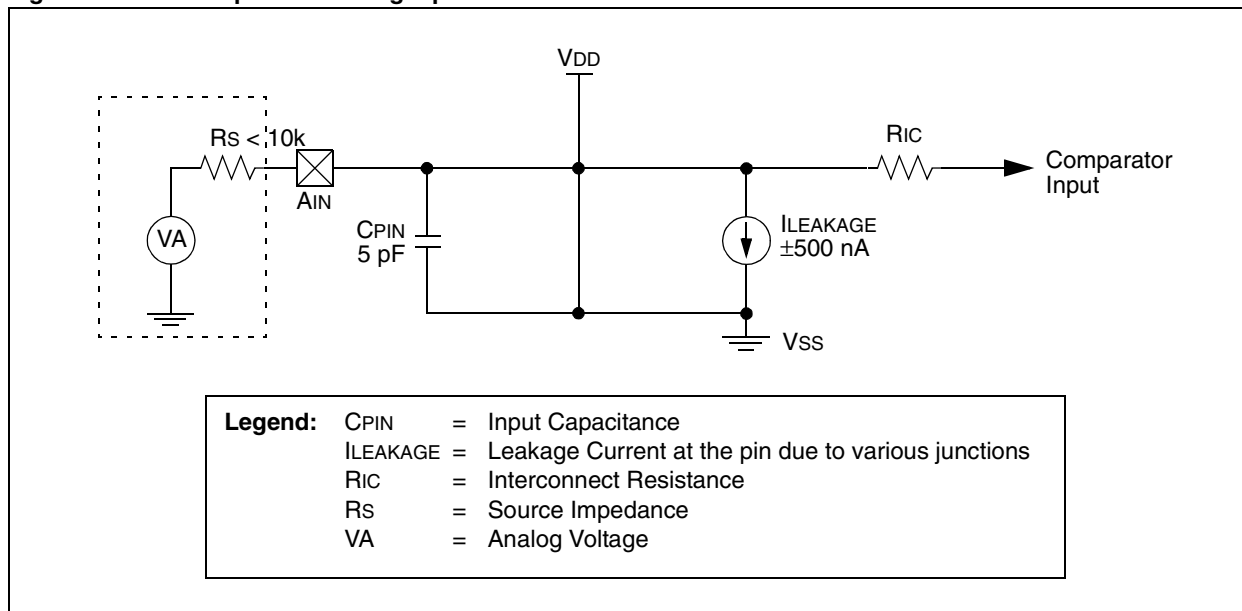 VDD
RS < 10k
RIC
Comparator
Input
AIN
VA
CPIN
5 pF
ILEAKAGE
±500 nA
VSS
Legend: CPIN = Input Capacitance
ILEAKAGE = Leakage Current at the pin due to various junctions
RIC = Interconnect Resistance
RS = Source Impedance
VA = Analog Voltage